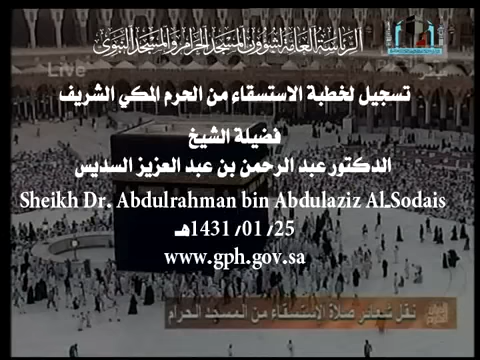 الرئاسة العامة لشؤون المسجد الحرام والمسجد النبوي
Live
مباشر
تسجيل لخطبة الاستسقاء من الحرم المكي الشريف
فضيلة الشيخ
الدكتور عبد الرحمن بن عبد العزيز السديس
Sheikh Dr. Abdulrahman bin Abdulaziz AL.Sodais
25/ 01/ 1431هـ
www.gph.gov.sa
نقل شعائر صلاة الاستسقاء من المسجد الحرام